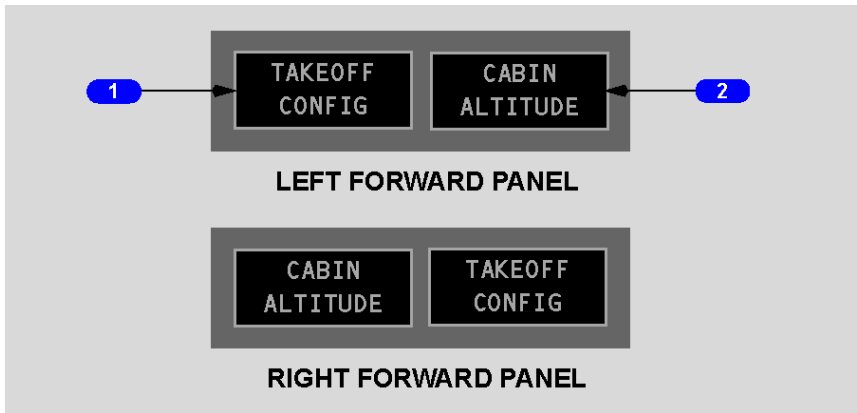 TAKEOFF
CONFIG
CABIN
ALTITUDE
1
2
LEFT FORWARD PANEL
CABIN
ALTITUDE
TAKEOFF
CONFIG
RIGHT FORWARD PANEL